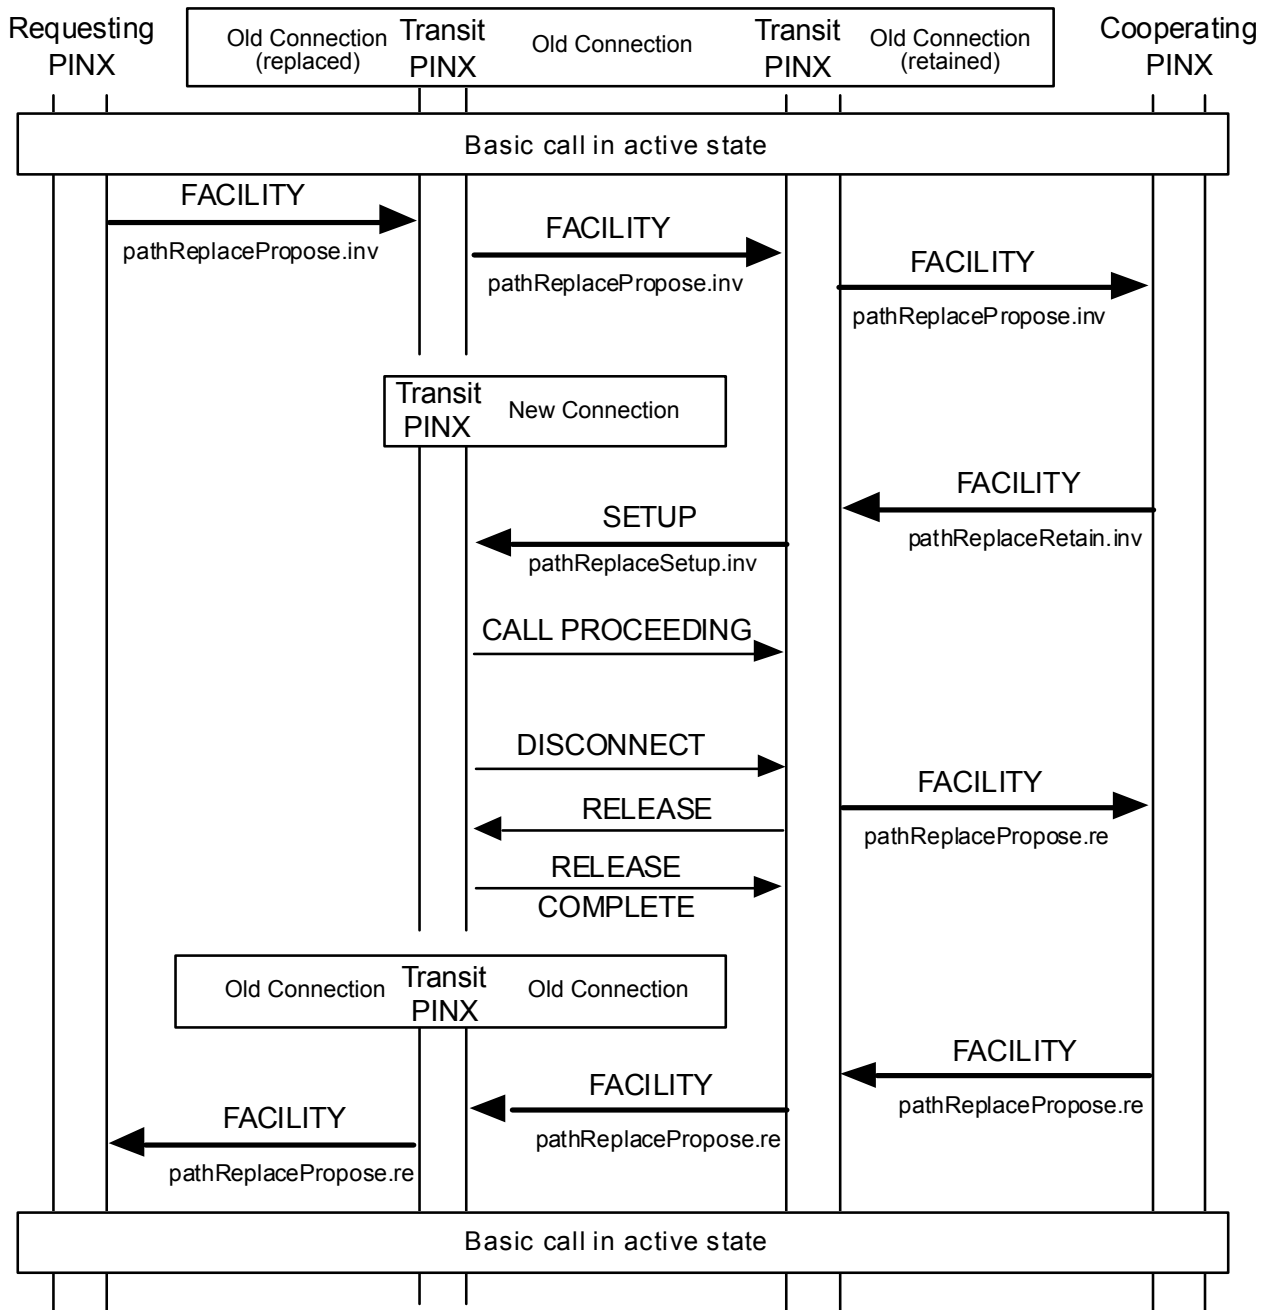 Requesting
PINX
Old Connection
(replaced)
Transit
PINX
Old Connection
Transit
PINX
Old Connection
(retained)
Cooperating
PINX
Basic call in active state
FACILITY
pathReplacePropose.inv
FACILITY
pathReplacePropose.inv
FACILITY
pathReplacePropose.inv
Transit
PINX
New Connection
FACILITY
pathReplaceRetain.inv
SETUP
pathReplaceSetup.inv
CALL PROCEEDING
DISCONNECT
FACILITY
pathReplacePropose.re
RELEASE
RELEASE
COMPLETE
Old Connection
Transit
PINX
Old Connection
FACILITY
pathReplacePropose.re
FACILITY
pathReplacePropose.re
FACILITY
pathReplacePropose.re
Basic call in active state